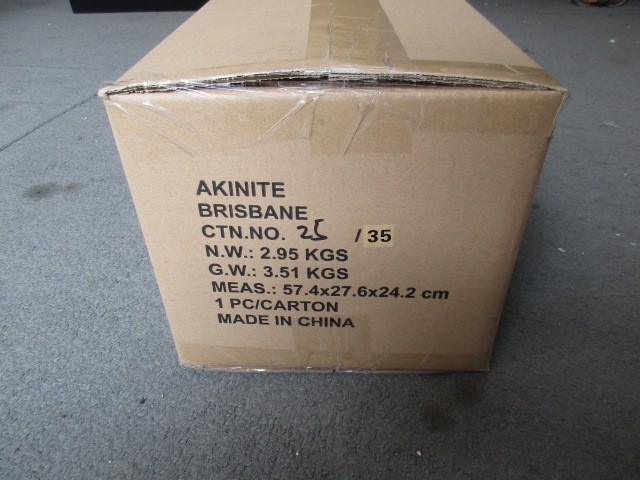 AKINITE
BRISBANE
CTN.NO. 25 / 35
N.W.: 2.95 KGS
G.W.: 3.51 KGS
MEAS.: 57.4x27.6x24.2 cm
1 PC/CARTON
MADE IN CHINA